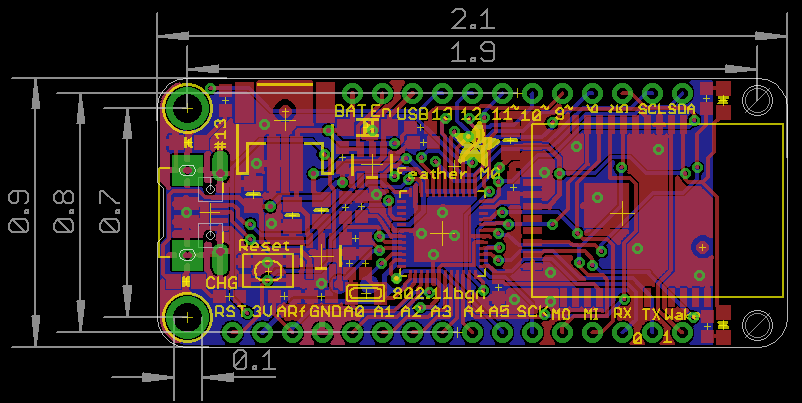 2.1
1.9
BAT En USB 13 12 11~ 10~ 9~ SCL SDA
#13
Feather M0
0.9
0.8
0.7
Reset
CHG
802.11bgn
RST 3V ARf GND A0 A1 A2 A3 A4 A5 SCK MO MI RX TX Wake
0 1
0.1